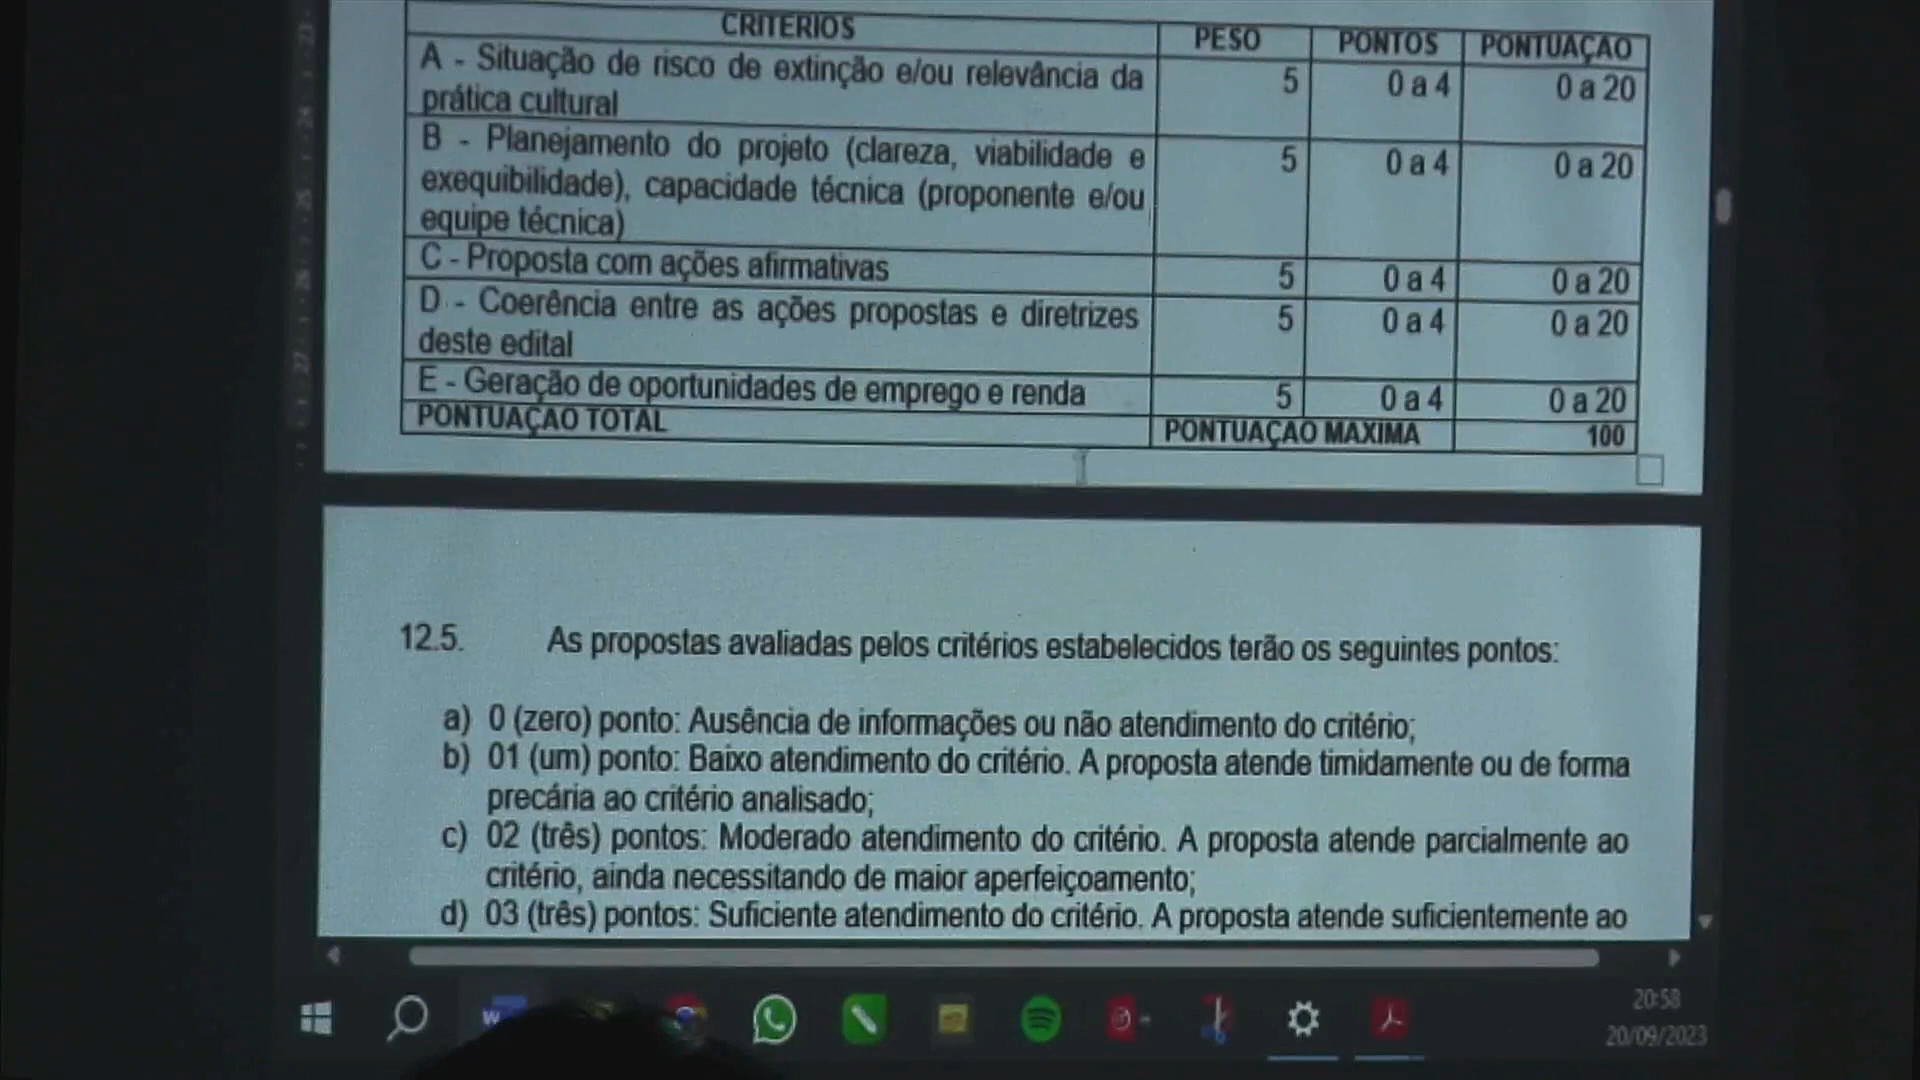 CRITÉRIOS PESO PONTOS PONTUAÇÃO
A - Situação de risco de extinção e/ou relevância da 5 0 a 4 0 a 20
prática cultural
B - Planejamento do projeto (clareza, viabilidade e 5 0 a 4 0 a 20
exequibilidade), capacidade técnica (proponente e/ou
equipe técnica)
C - Proposta com ações afirmativas 5 0 a 4 0 a 20
D - Coerência entre as ações propostas e diretrizes 5 0 a 4 0 a 20
deste edital
E - Geração de oportunidades de emprego e renda 5 0 a 4 0 a 20
PONTUAÇÃO TOTAL PONTUAÇÃO MÁXIMA 100
12.5. As propostas avaliadas pelos critérios estabelecidos terão os seguintes pontos:
a) 0 (zero) ponto: Ausência de informações ou não atendimento do critério;
b) 01 (um) ponto: Baixo atendimento do critério. A proposta atende timidamente ou de forma
precária ao critério analisado;
c) 02 (três) pontos: Moderado atendimento do critério. A proposta atende parcialmente ao
critério, ainda necessitando de maior aperfeiçoamento;
d) 03 (três) pontos: Suficiente atendimento do critério. A proposta atende suficientemente ao
W
20:58
20/09/2023